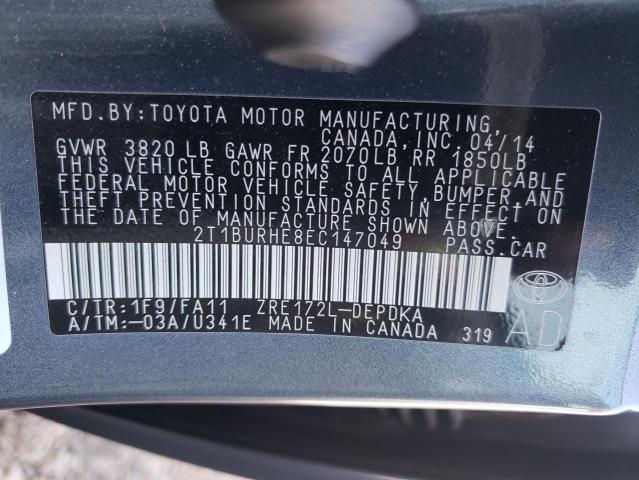 MFD. BY: TOYOTA MOTOR MANUFACTURING,
CANADA, INC. 04/14
GVWR 3820 LB GAWR FR 2070LB RR 1850LB
THIS VEHICLE CONFORMS TO ALL APPLICABLE
FEDERAL MOTOR VEHICLE SAFETY, BUMPER, AND
THEFT PREVENTION STANDARDS IN EFFECT ON
THE DATE OF MANUFACTURE SHOWN ABOVE.
2T1BURHE8EC147049 PASS. CAR
C/TR: 1F9/FA11 ZRE172L-DEPDKA
A/TM: -03A/U341E MADE IN CANADA 319
AD